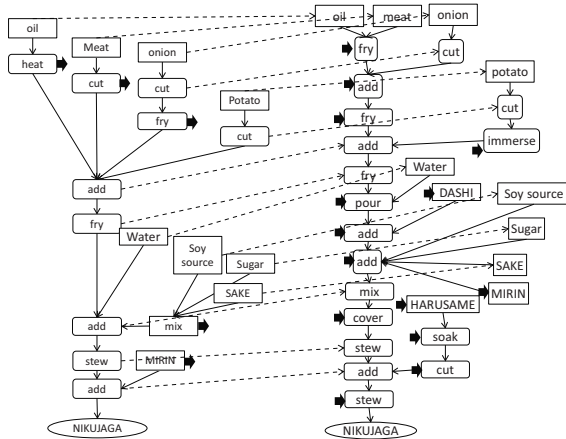 oil
Meat
onion
heat
cut
cut
fry
Potato
cut
add
fry
Water
Soy
source
Sugar
SAKE
add
mix
stew
MIRIN
add
NIKUJAGA
oil
meat
onion
fry
cut
add
potato
cut
fry
immerse
add
fry
Water
DASHI
Soy source
pour
add
Sugar
add
SAKE
MIRIN
mix
HARUSAME
cover
soak
stew
cut
add
stew
NIKUJAGA